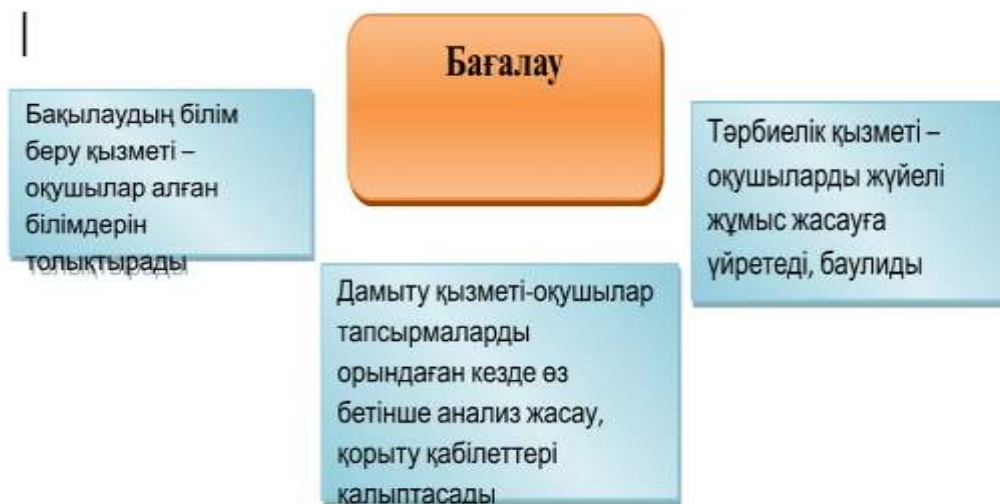 Бағалау
Бақылаудың білім
беру қызметі –
оқушылар алған
білімдерін
толықтырады
Дамыту қызметі-оқушылар
тапсырмаларды
орындаған кезде өз
бетінше анализ жасау,
қорыту қабілеттері
қалыптасады
Тәрбиелік қызметі –
оқушыларды жүйелі
жұмыс жасауға
үйретеді, баулиды